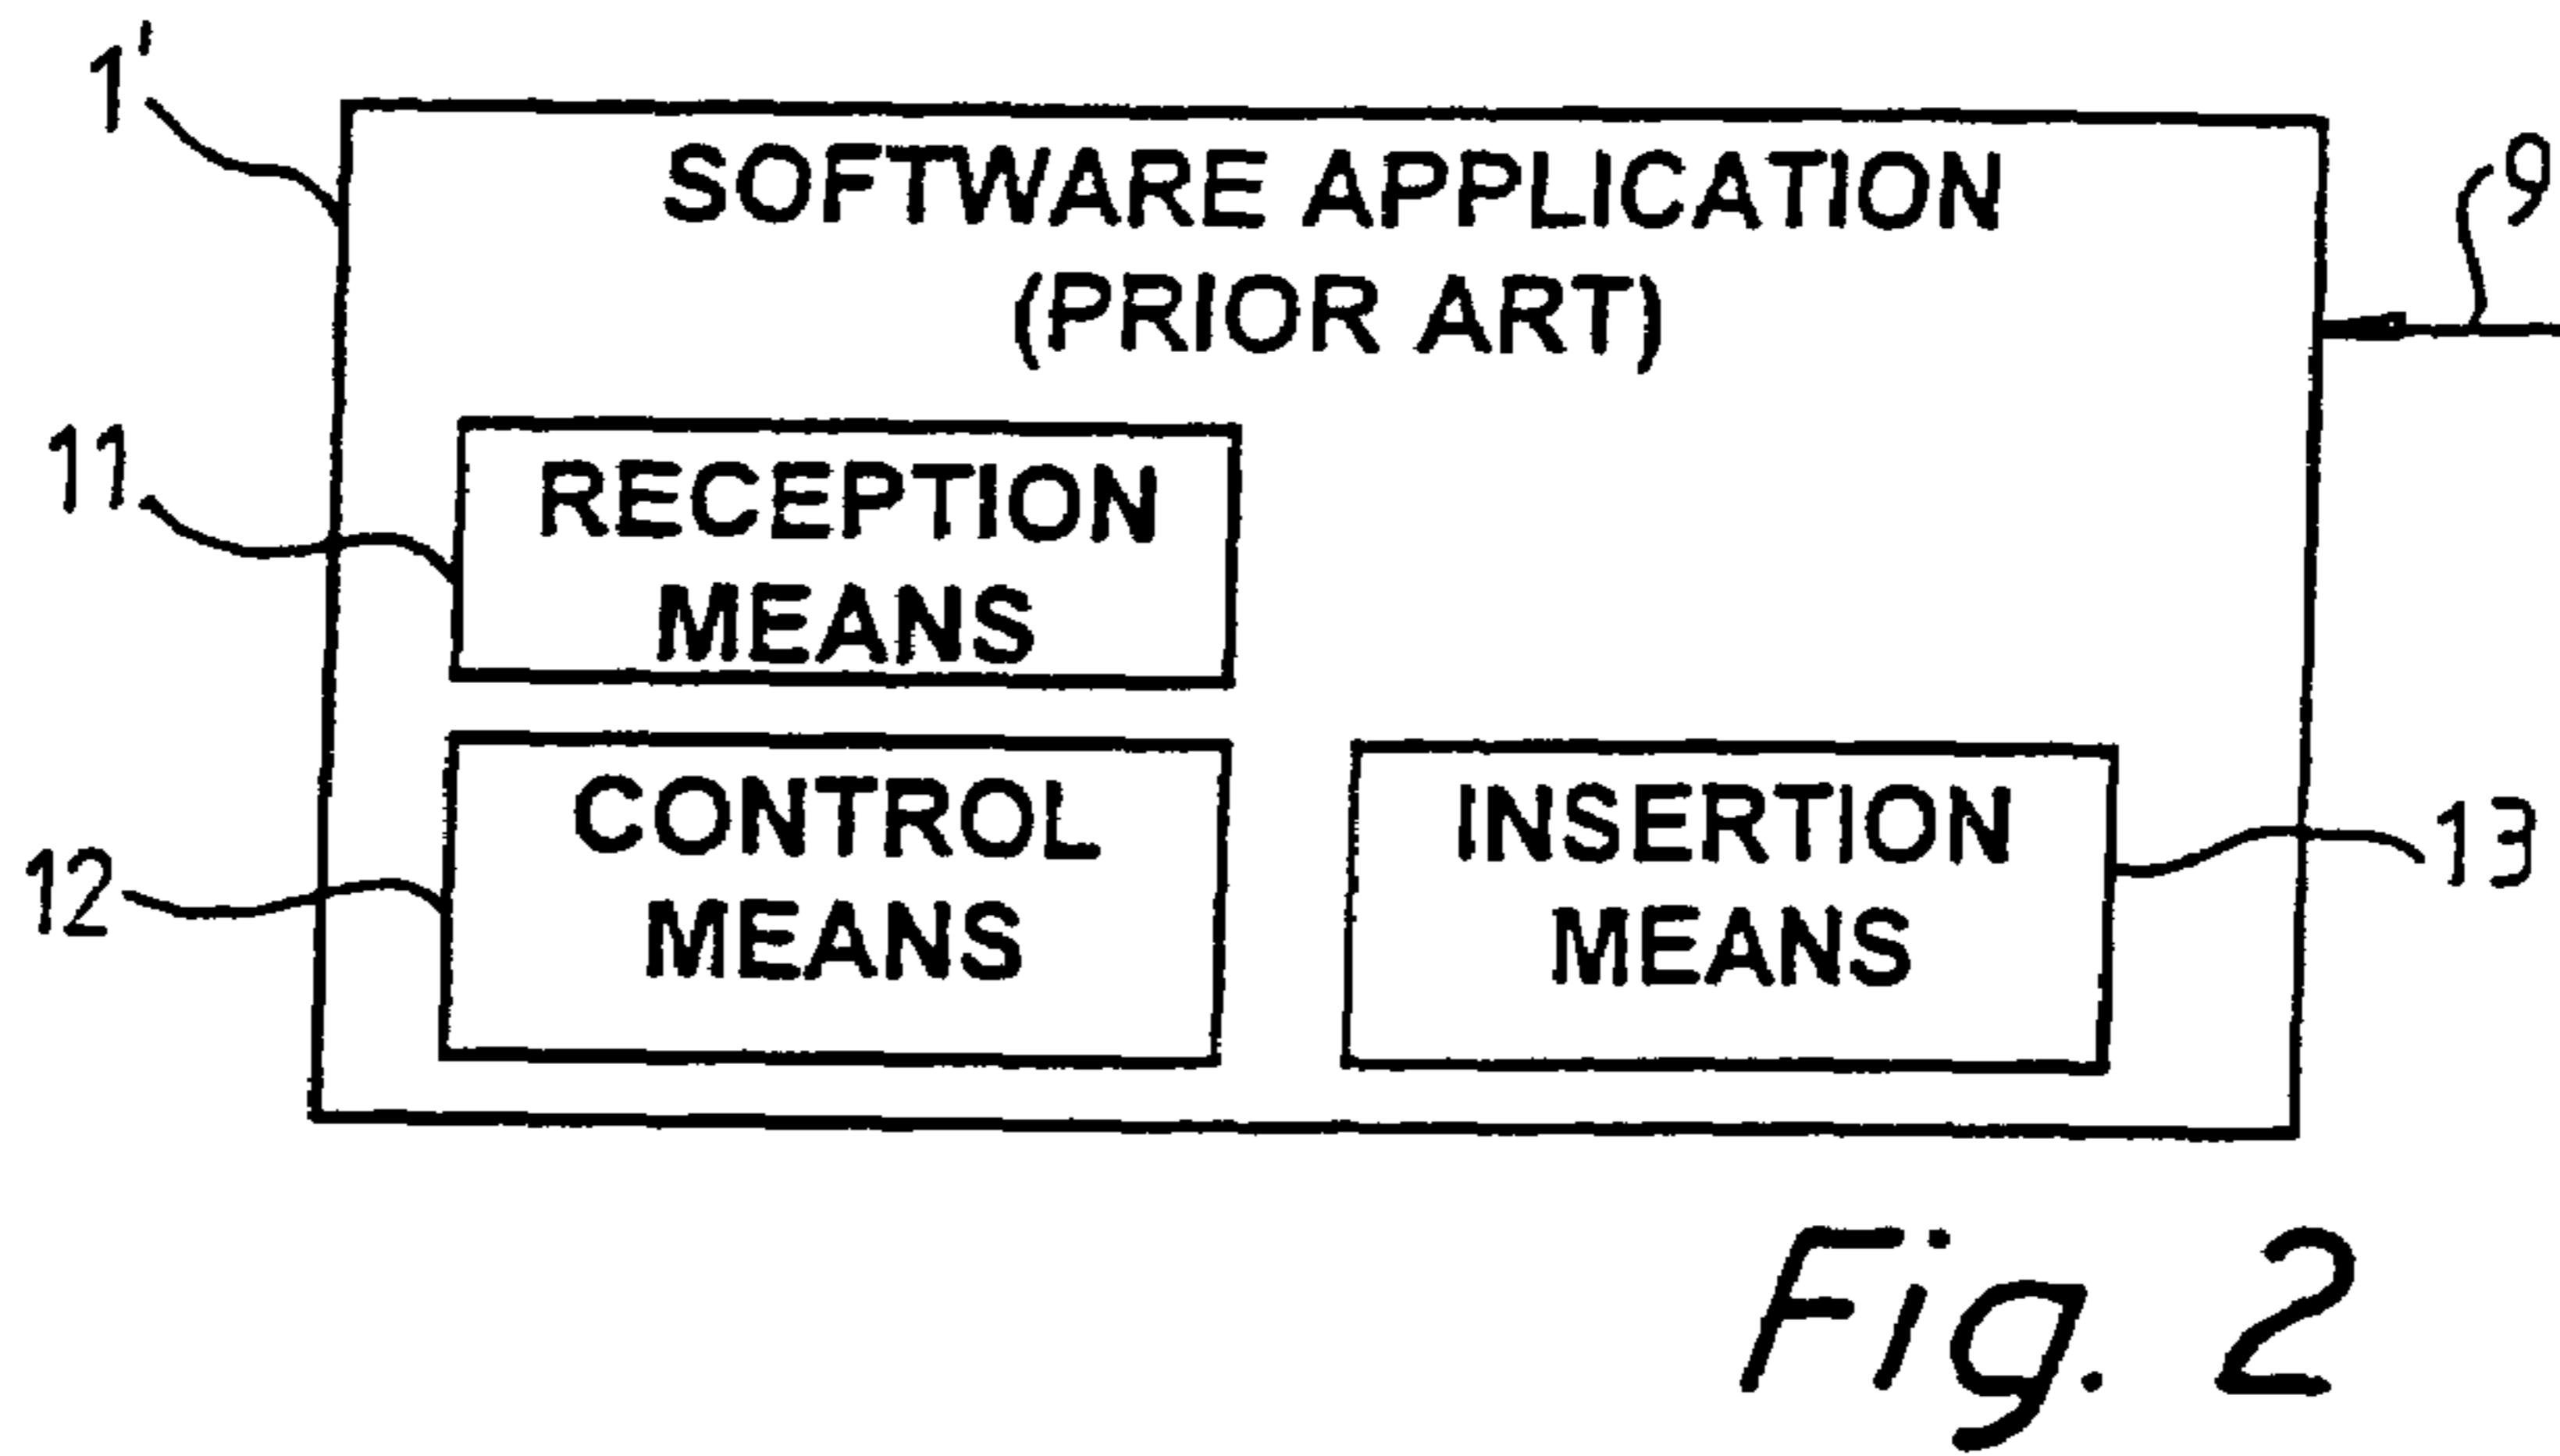 1'
SOFTWARE APPLICATION
(PRIOR ART)
9
11
RECEPTION
MEANS
12
CONTROL
MEANS
INSERTION
MEANS
13
Fig. 2